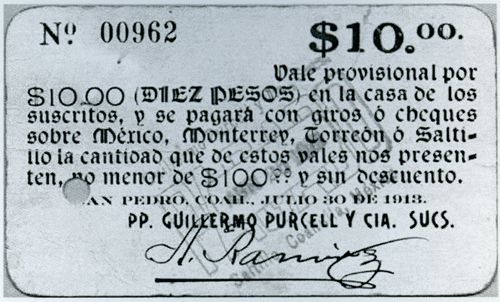 Nº 00962 $10.00.
Vale provisional por
$10.00 (DIEZ PESOS) en la casa de los
suscritos, y se pagará con giros ó cheques
sobre México, Monterrey, Torreón ó Salti-
llo la cantidad que de estos vales nos presen-
ten, no menor de $100.00 y sin descuento.
SAN PEDRO, COAH., JULIO 30 DE 1913.
PP. GUILLERMO PURCELL Y CIA. SUCS.
A. Ramirez